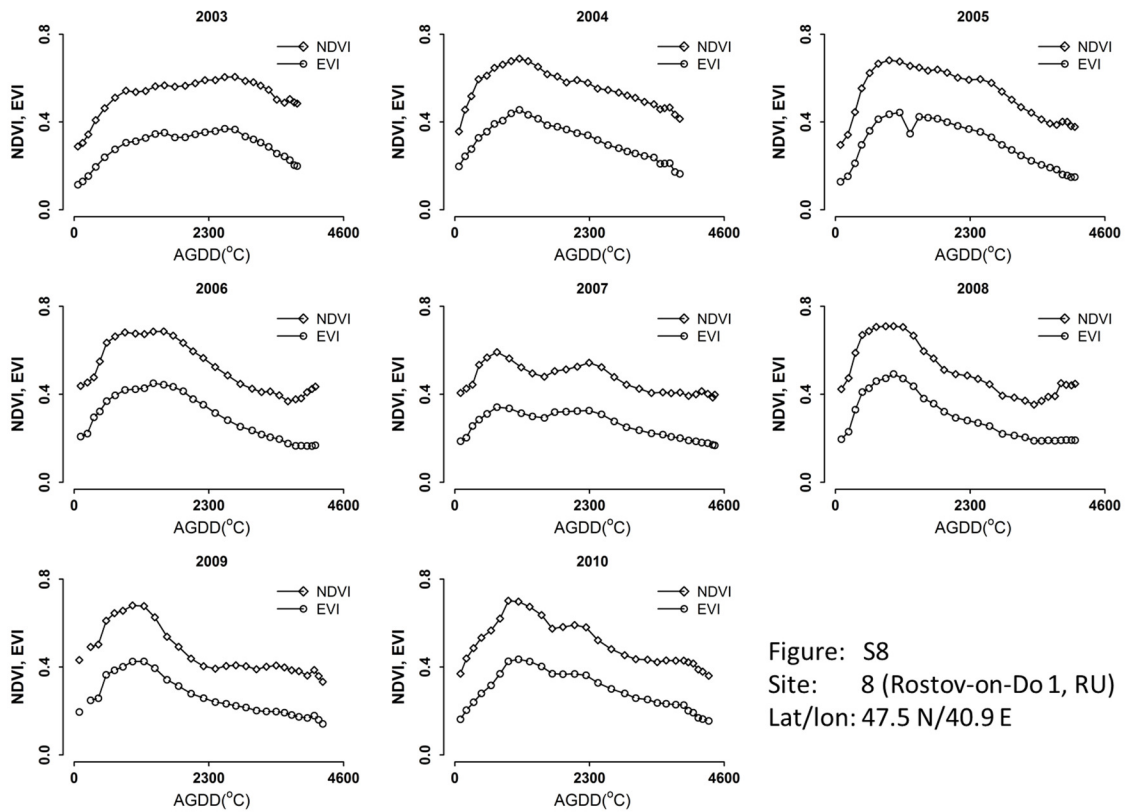 2003
0.8
0.4
0.0
NDVI, EVI
NDVI
EVI
0 2300 4600
AGDD(°C)
2004
0.8
0.4
0.0
NDVI, EVI
NDVI
EVI
0 2300 4600
AGDD(°C)
2005
0.8
0.4
0.0
NDVI, EVI
NDVI
EVI
0 2300 4600
AGDD(°C)
2006
0.8
0.4
0.0
NDVI, EVI
NDVI
EVI
0 2300 4600
AGDD(°C)
2007
0.8
0.4
0.0
NDVI, EVI
NDVI
EVI
0 2300 4600
AGDD(°C)
2008
0.8
0.4
0.0
NDVI, EVI
NDVI
EVI
0 2300 4600
AGDD(°C)
2009
0.8
0.4
0.0
NDVI, EVI
NDVI
EVI
0 2300 4600
AGDD(°C)
2010
0.8
0.4
0.0
NDVI, EVI
NDVI
EVI
0 2300 4600
AGDD(°C)
Figure: S8
Site: 8 (Rostov-on-Do 1, RU)
Lat/lon: 47.5 N/40.9 E